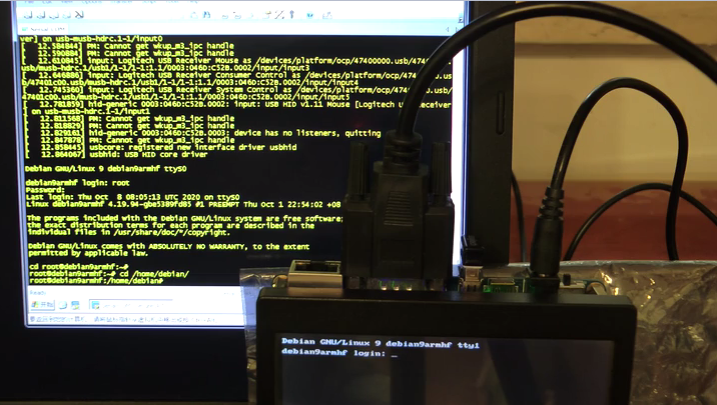 ver] on usb-musb-hdrc.1-1/input0
[ 12.584844] PM: Cannot get wkup_m3_ipc handle
[ 12.590884] PM: Cannot get wkup_m3_ipc handle
[ 12.610845] input: Logitech USB Receiver Mouse as /devices/platform/ocp/47400000.usb/
usb/musb-hdrc.1/usb1/1-1/1-1:1.1/0003:046D:C52B.0002/input/input3
[ 12.646886] input: Logitech USB Receiver Consumer Control as /devices/platform/
b/47401c00.usb/musb-hdrc.1/usb1/1-1/1-1:1.1/0003:046D:C52B.0002/input/input4
[ 12.745360] input: Logitech USB Receiver System Control as /devices/platform/
47401c00.usb/musb-hdrc.1/usb1/1-1/1-1:1.1/0003:046D:C52B.0002/input/input5
[ 12.781859] hid-generic 0003:046D:C52B.0002: input: USB HID v1.11 Mouse [Logitech Receiver
] on usb-musb-hdrc.1-1/input1
[ 12.811568] PM: Cannot get wkup_m3_ipc handle
[ 12.818829] PM: Cannot get wkup_m3_ipc handle
[ 12.829161] hid-generic 0003:046D:C52B.0003: device has no listeners, quitting
[ 12.847878] PM: Cannot get wkup_m3_ipc handle
[ 12.858445] usbcore: registered new interface driver usbhid
[ 12.864067] usbhid: USB HID core driver
Debian GNU/Linux 9 debian9armhf ttyS0
debian9armhf login: root
Password:
Last login: Thu Oct 8 08:05:13 UTC 2020 on ttyS0
Linux debian9armhf 4.19.94-gbe5389fd85 #1 PREEMPT Thu Oct 1 22:54:02 +08
The programs included with the Debian GNU/Linux system are free software;
the exact distribution terms for each program are described in the
individual files in /usr/share/doc/*/copyright.
Debian GNU/Linux comes with ABSOLUTELY NO WARRANTY, to the extent
permitted by applicable law.
cd root@debian9armhf:~#
root@debian9armhf:~# cd /home/debian/
root@debian9armhf:/home/debian#
Ready
开始
Debian GNU/Linux 9 debian9armhf tty1
debian9armhf login: _